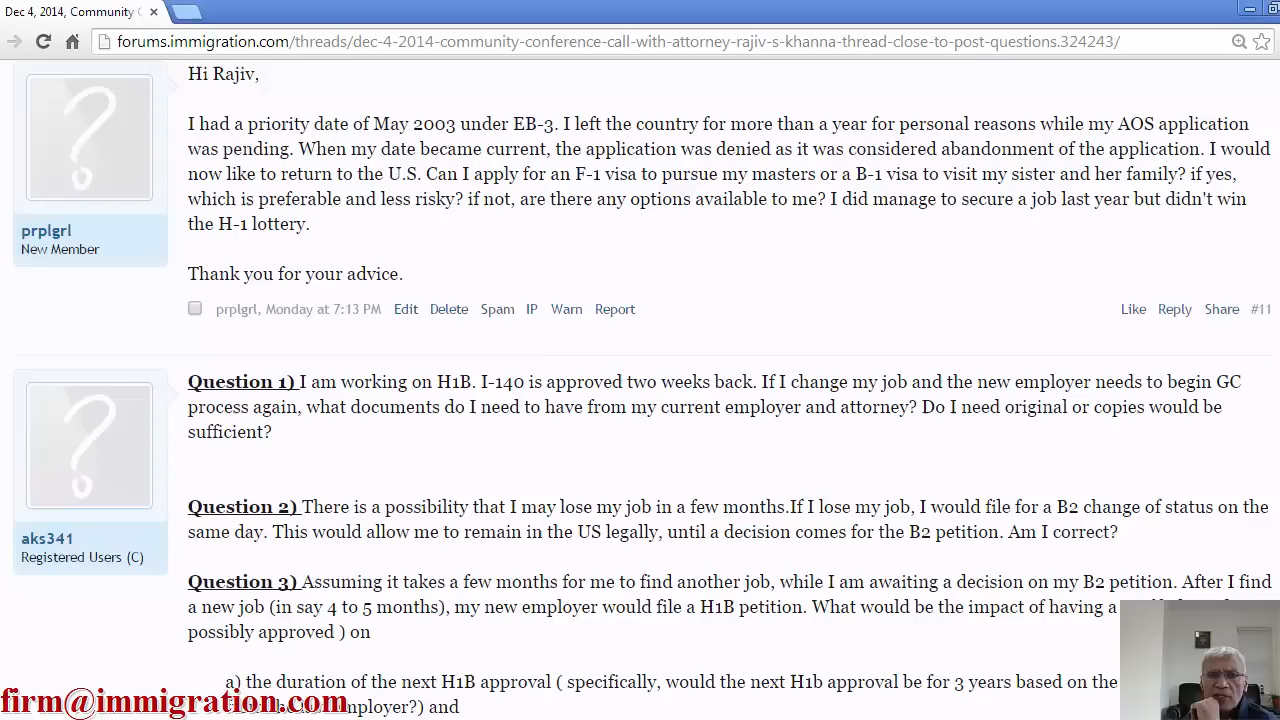 Dec 4, 2014, Community C
forums.immigration.com/threads/dec-4-2014-community-conference-call-with-attorney-rajiv-s-khanna-thread-close-to-post-questions.324243/
Hi Rajiv,
I had a priority date of May 2003 under EB-3. I left the country for more than a year for personal reasons while my AOS application
was pending. When my date became current, the application was denied as it was considered abandonment of the application. I would
now like to return to the U.S. Can I apply for an F-1 visa to pursue my masters or a B-1 visa to visit my sister and her family? if yes,
which is preferable and less risky? if not, are there any options available to me? I did manage to secure a job last year but didn't win
the H-1 lottery.
Thank you for your advice.
prplgrl
New Member
prplgrl, Monday at 7:13 PM Edit Delete Spam IP Warn Report Like Reply Share #11
Question 1) I am working on H1B. I-140 is approved two weeks back. If I change my job and the new employer needs to begin GC
process again, what documents do I need to have from my current employer and attorney? Do I need original or copies would be
sufficient?
Question 2) There is a possibility that I may lose my job in a few months.If I lose my job, I would file for a B2 change of status on the
same day. This would allow me to remain in the US legally, until a decision comes for the B2 petition. Am I correct?
aks341
Registered Users (C)
Question 3) Assuming it takes a few months for me to find another job, while I am awaiting a decision on my B2 petition. After I find
a new job (in say 4 to 5 months), my new employer would file a H1B petition. What would be the impact of having a
possibly approved ) on
a) the duration of the next H1B approval ( specifically, would the next H1b approval be for 3 years based on the
employer?) and
firm@immigration.com